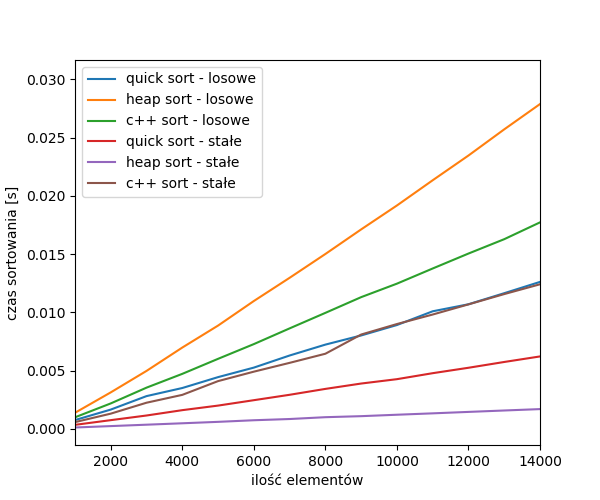 quick sort - losowe
heap sort - losowe
c++ sort - losowe
quick sort - stałe
heap sort - stałe
c++ sort - stałe
0.030
0.025
0.020
0.015
0.010
0.005
0.000
czas sortowania [s]
2000 4000 6000 8000 10000 12000 14000
ilość elementów